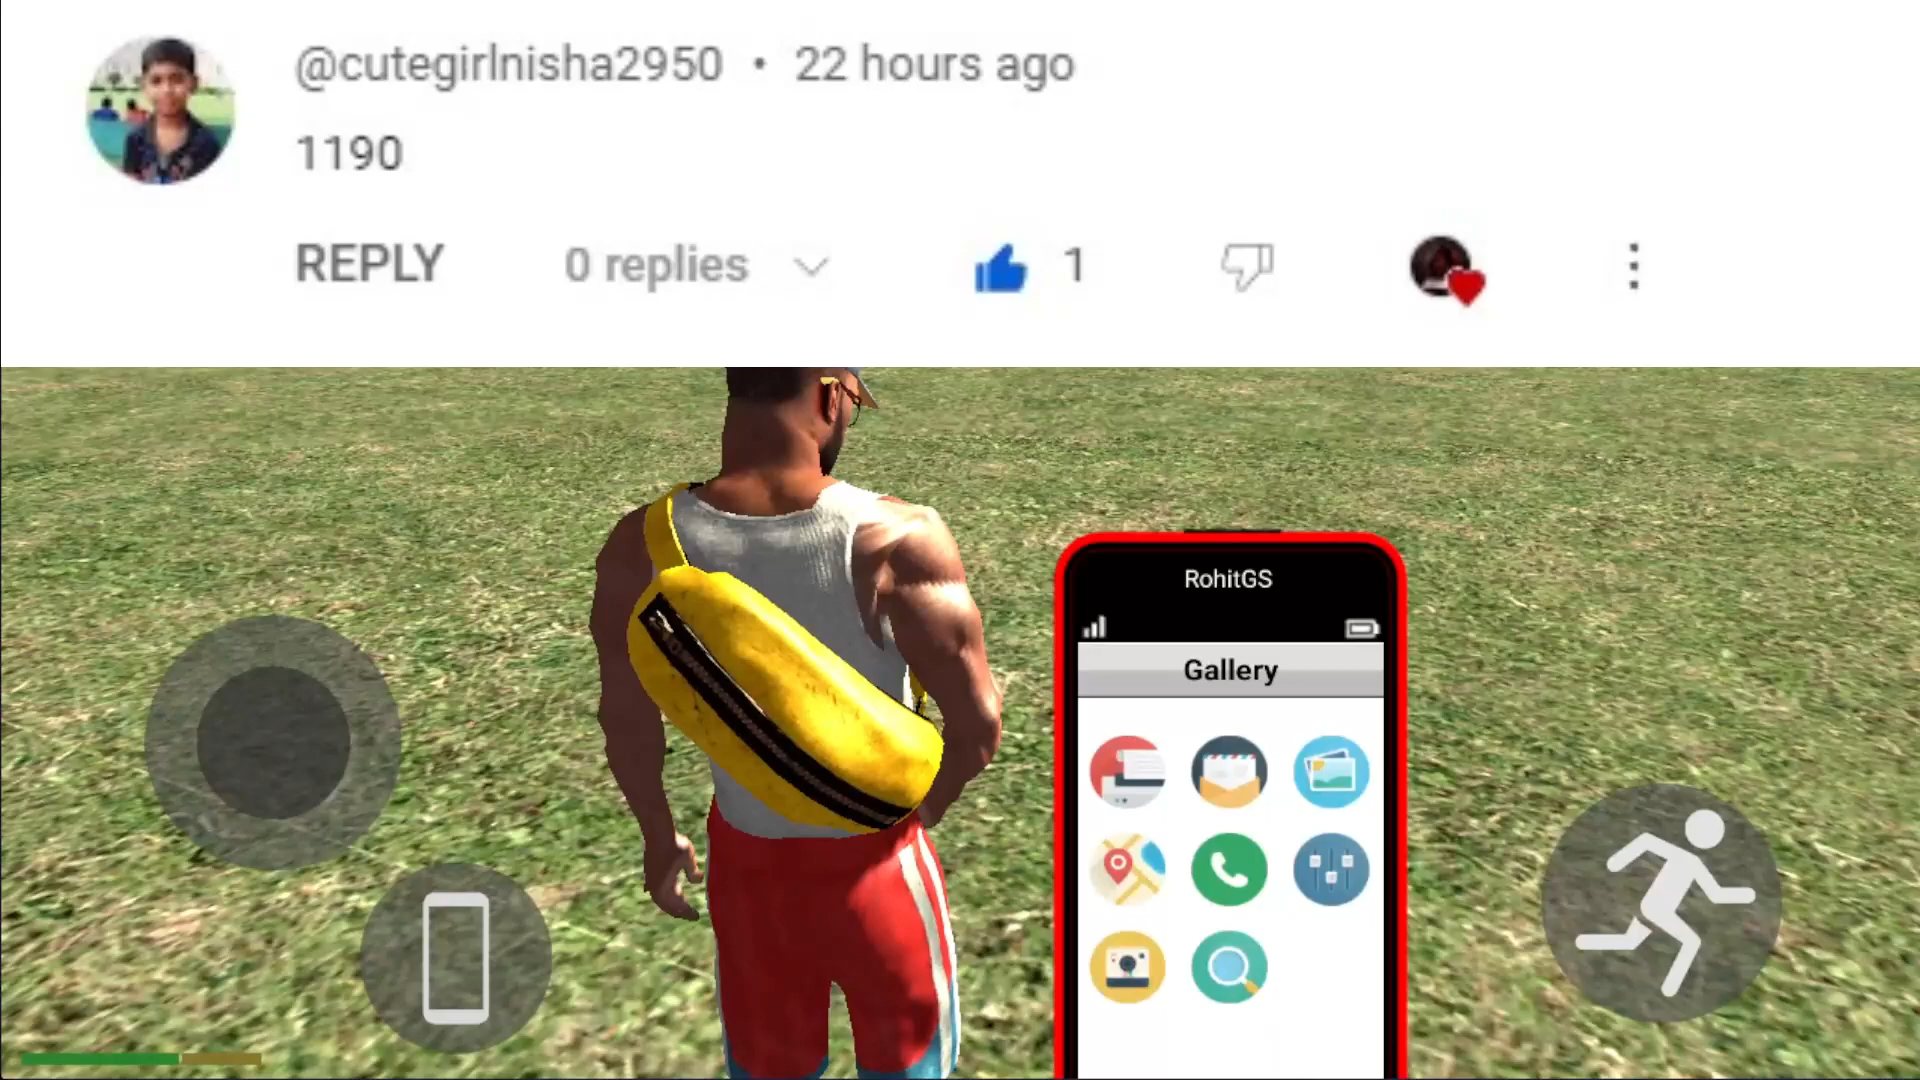 @cutegirlnisha2950 • 22 hours ago
1190
REPLY 0 replies 1
RohitGS
Gallery